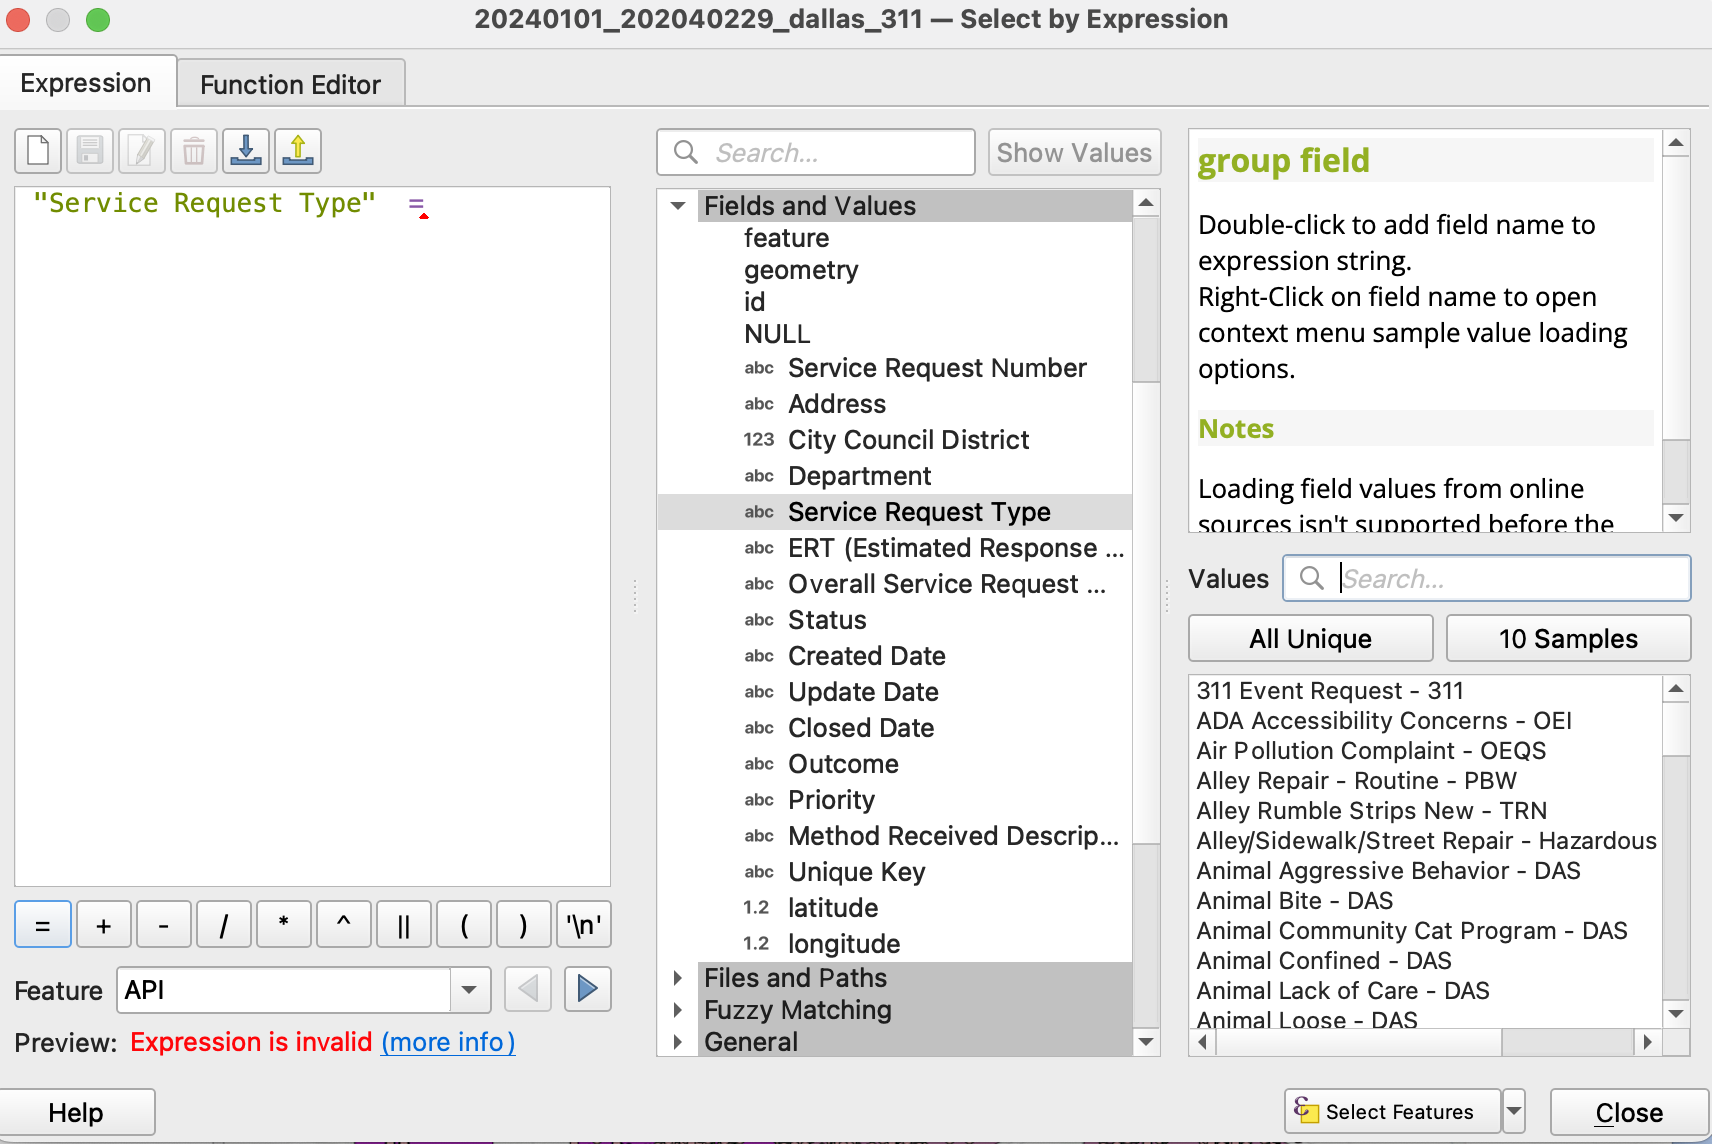 20240101_202040229_dallas_311 — Select by Expression
Expression
Function Editor
"Service Request Type"  =
= + - / * ^ || ( ) '\n'
Feature API
Preview: Expression is invalid (more info)
Search...
Show Values
Fields and Values
feature
geometry
id
NULL
abc Service Request Number
abc Address
123 City Council District
abc Department
abc Service Request Type
abc ERT (Estimated Response ...
abc Overall Service Request ...
abc Status
abc Created Date
abc Update Date
abc Closed Date
abc Outcome
abc Priority
abc Method Received Descrip...
abc Unique Key
1.2 latitude
1.2 longitude
Files and Paths
Fuzzy Matching
General
group field
Double-click to add field name to
expression string.
Right-Click on field name to open
context menu sample value loading
options.
Notes
Loading field values from online
sources isn't supported before the
Values Search...
All Unique
10 Samples
311 Event Request - 311
ADA Accessibility Concerns - OEI
Air Pollution Complaint - OEQS
Alley Repair - Routine - PBW
Alley Rumble Strips New - TRN
Alley/Sidewalk/Street Repair - Hazardous
Animal Aggressive Behavior - DAS
Animal Bite - DAS
Animal Community Cat Program - DAS
Animal Confined - DAS
Animal Lack of Care - DAS
Animal Loose - DAS
Help
Select Features
Close